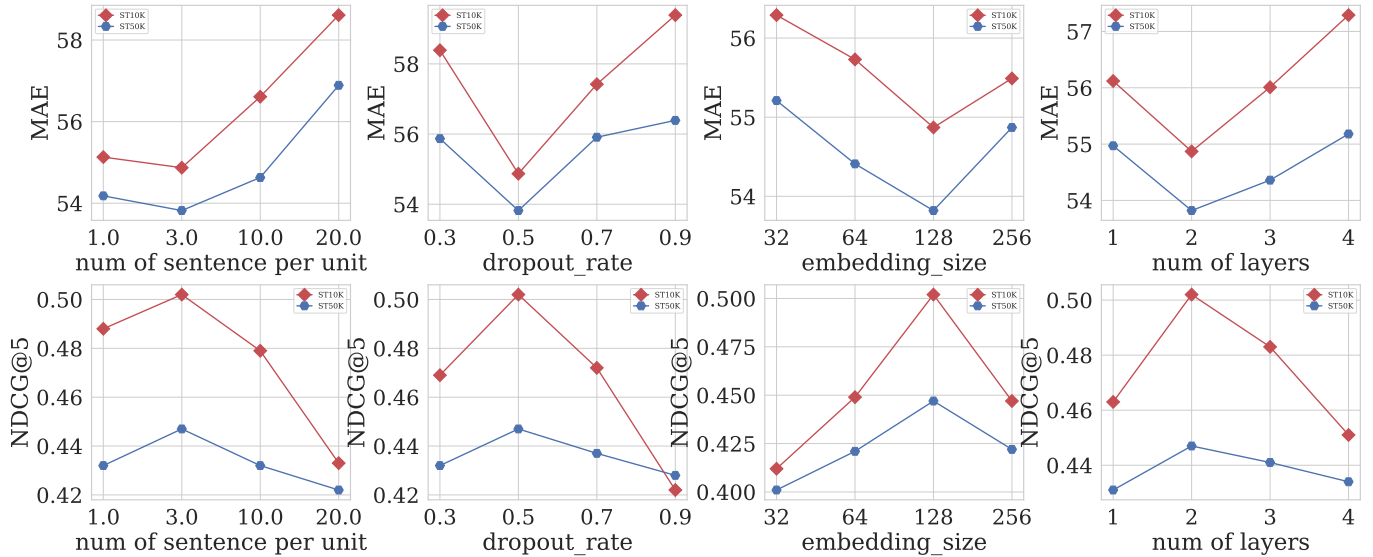 MAE
58
56
54
ST10K
ST50K
1.0 3.0 10.0 20.0
num of sentence per unit
MAE
58
56
54
ST10K
ST50K
0.3 0.5 0.7 0.9
dropout_rate
MAE
56
55
54
ST10K
ST50K
32 64 128 256
embedding_size
MAE
57
56
55
54
ST10K
ST50K
1 2 3 4
num of layers
NDCG@5
0.50
0.48
0.46
0.44
0.42
ST10K
ST50K
1.0 3.0 10.0 20.0
num of sentence per unit
NDCG@5
0.50
0.48
0.46
0.44
0.42
ST10K
ST50K
0.3 0.5 0.7 0.9
dropout_rate
NDCG@5
0.500
0.475
0.450
0.425
0.400
ST10K
ST50K
32 64 128 256
embedding_size
NDCG@5
0.50
0.48
0.46
0.44
ST10K
ST50K
1 2 3 4
num of layers